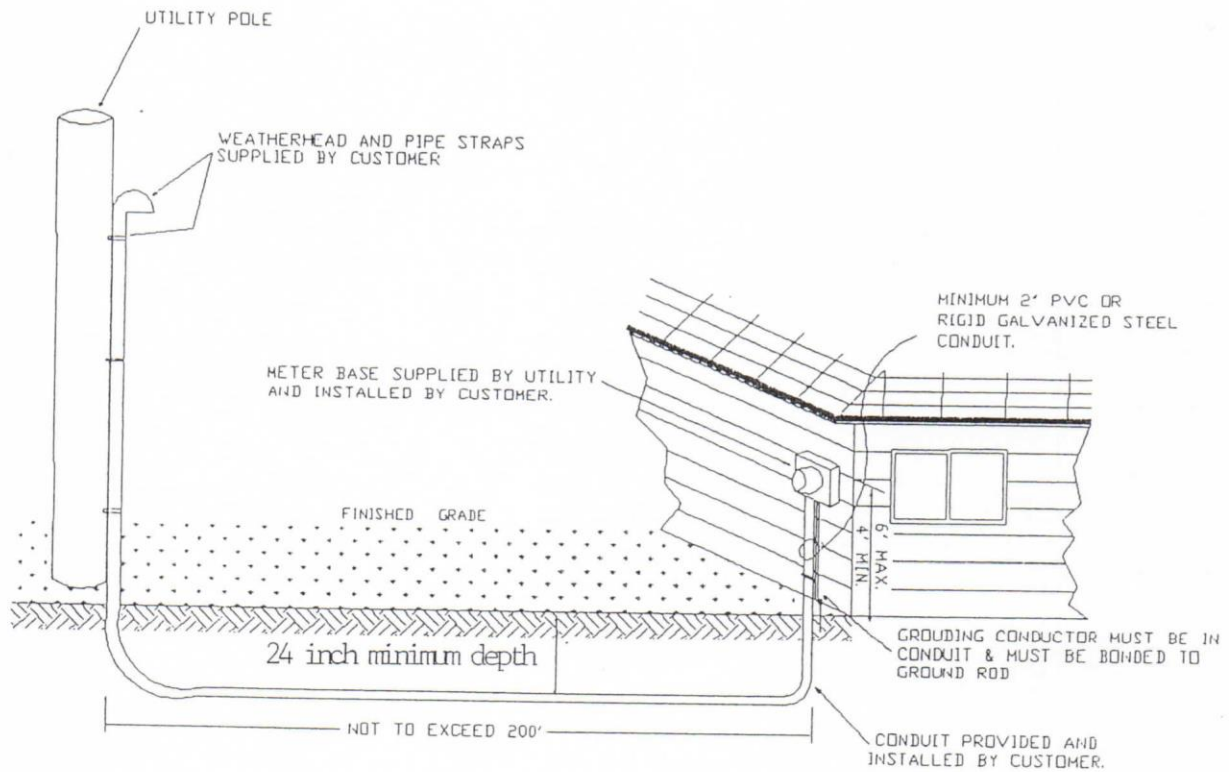 UTILITY POLE
WEATHERHEAD AND PIPE STRAPS
SUPPLIED BY CUSTOMER
MINIMUM 2' PVC OR
RIGID GALVANIZED STEEL
CONDUIT.
METER BASE SUPPLIED BY UTILITY
AND INSTALLED BY CUSTOMER.
FINISHED GRADE
6' MAX.
4' MIN.
24 inch minimum depth
GROUDING CONDUCTOR MUST BE IN
CONDUIT & MUST BE BONDED TO
GROUND ROD
NOT TO EXCEED 200'
CONDUIT PROVIDED AND
INSTALLED BY CUSTOMER.